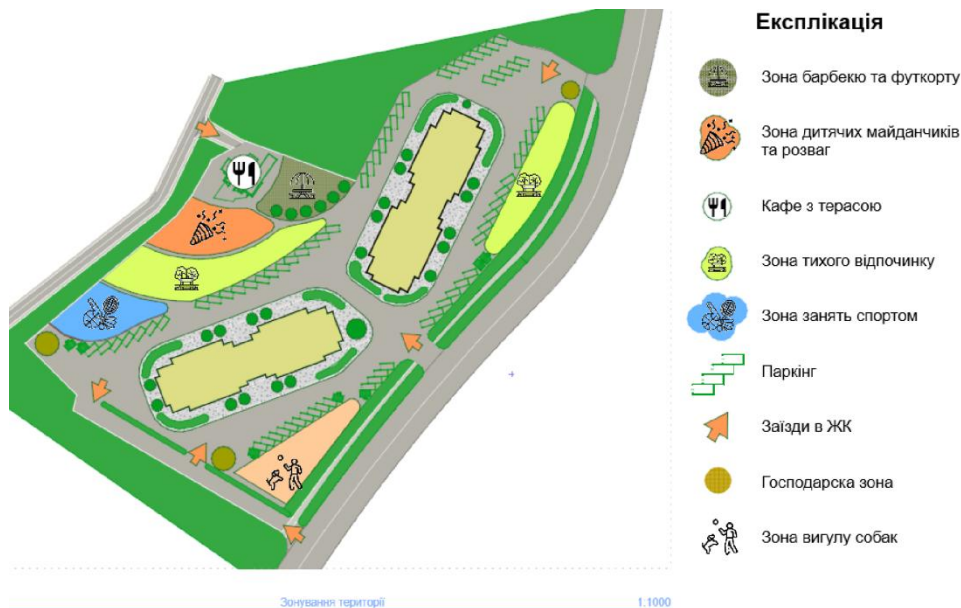 Експлікація
Зона барбекю та футкорту
Зона дитячих майданчиків
та розваг
Кафе з терасою
Зона тихого відпочинку
Зона занять спортом
Паркінг
Заїзди в ЖК
Господарска зона
Зона вигулу собак
Зонування території
1.1000